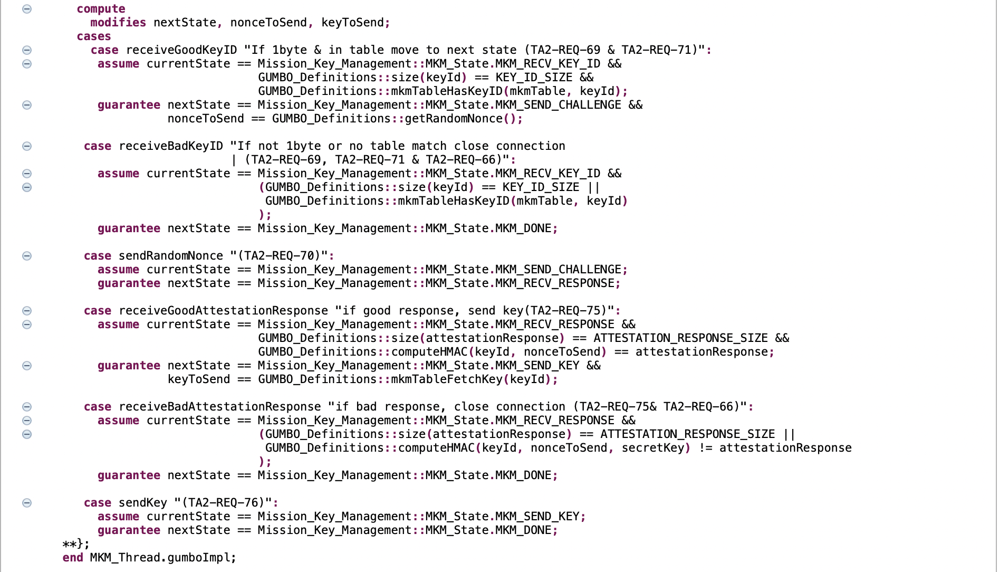 compute
modifies nextState, nonceToSend, keyToSend;
cases
case receiveGoodKeyID "If 1byte & in table move to next state (TA2-REQ-69 & TA2-REQ-71)":
assume currentState == Mission_Key_Management::MKM_State.MKM_RECV_KEY_ID &&
GUMBO_Definitions::size(keyId) == KEY_ID_SIZE &&
GUMBO_Definitions::mkmTableHasKeyID(mkmTable, keyId);
guarantee nextState == Mission_Key_Management::MKM_State.MKM_SEND_CHALLENGE &&
nonceToSend == GUMBO_Definitions::getRandomNonce();
case receiveBadKeyID "If not 1byte or no table match close connection
| (TA2-REQ-69, TA2-REQ-71 & TA2-REQ-66)":
assume currentState == Mission_Key_Management::MKM_State.MKM_RECV_KEY_ID &&
(GUMBO_Definitions::size(keyId) == KEY_ID_SIZE ||
GUMBO_Definitions::mkmTableHasKeyID(mkmTable, keyId)
);
guarantee nextState == Mission_Key_Management::MKM_State.MKM_DONE;
case sendRandomNonce "(TA2-REQ-70)":
assume currentState == Mission_Key_Management::MKM_State.MKM_SEND_CHALLENGE;
guarantee nextState == Mission_Key_Management::MKM_State.MKM_RECV_RESPONSE;
case receiveGoodAttestationResponse "if good response, send key(TA2-REQ-75)":
assume currentState == Mission_Key_Management::MKM_State.MKM_RECV_RESPONSE &&
GUMBO_Definitions::size(attestationResponse) == ATTESTATION_RESPONSE_SIZE &&
GUMBO_Definitions::computeHMAC(keyId, nonceToSend) == attestationResponse;
guarantee nextState == Mission_Key_Management::MKM_State.MKM_SEND_KEY &&
keyToSend == GUMBO_Definitions::mkmTableFetchKey(keyId);
case receiveBadAttestationResponse "if bad response, close connection (TA2-REQ-75& TA2-REQ-66)":
assume currentState == Mission_Key_Management::MKM_State.MKM_RECV_RESPONSE &&
(GUMBO_Definitions::size(attestationResponse) == ATTESTATION_RESPONSE_SIZE ||
GUMBO_Definitions::computeHMAC(keyId, nonceToSend, secretKey) != attestationResponse
);
guarantee nextState == Mission_Key_Management::MKM_State.MKM_DONE;
case sendKey "(TA2-REQ-76)":
assume currentState == Mission_Key_Management::MKM_State.MKM_SEND_KEY;
guarantee nextState == Mission_Key_Management::MKM_State.MKM_DONE;
**};
end MKM_Thread.gumboImpl;